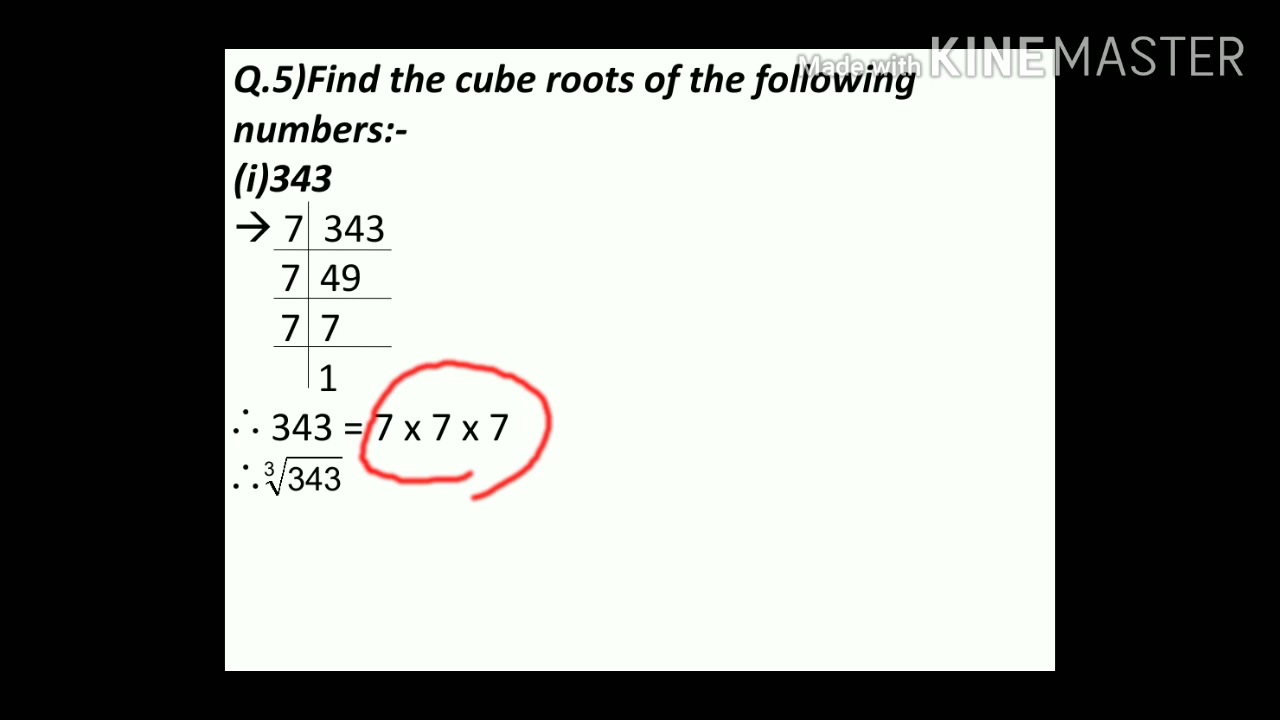 Made with KINEMASTER
Q.5)Find the cube roots of the following
numbers:-
(i)343
→ 7 | 343
7 | 49
7 | 7
| 1
∴ 343 = 7 x 7 x 7
∴ ∛343